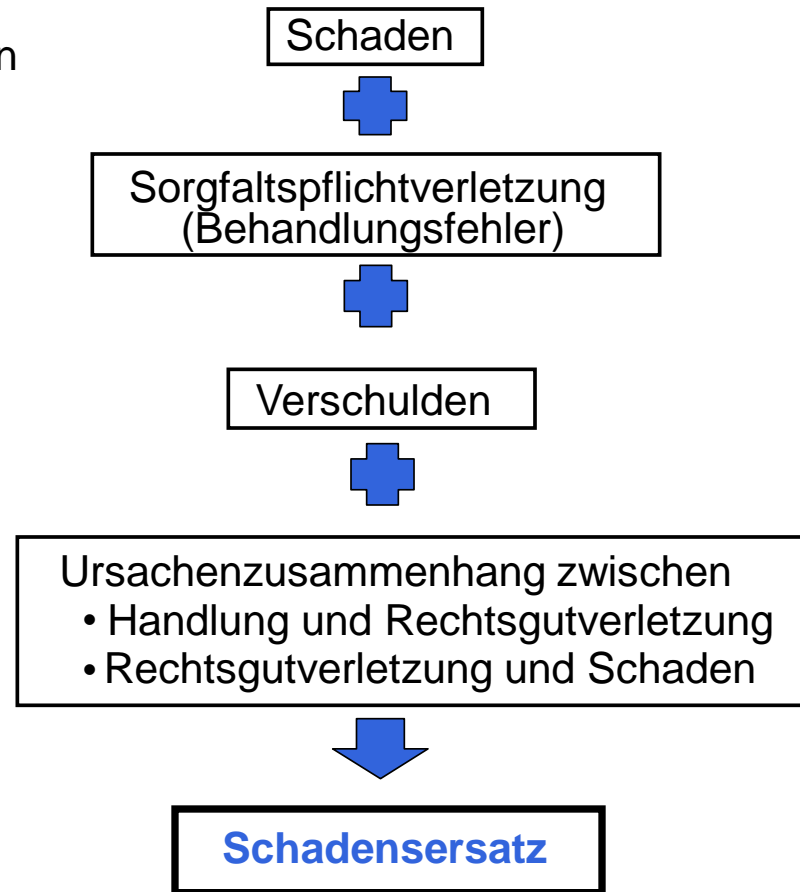 Schaden
n
Sorgfaltspflichtverletzung
(Behandlungsfehler)
Verschulden
Ursachenzusammenhang zwischen
• Handlung und Rechtsgutverletzung
• Rechtsgutverletzung und Schaden
Schadensersatz